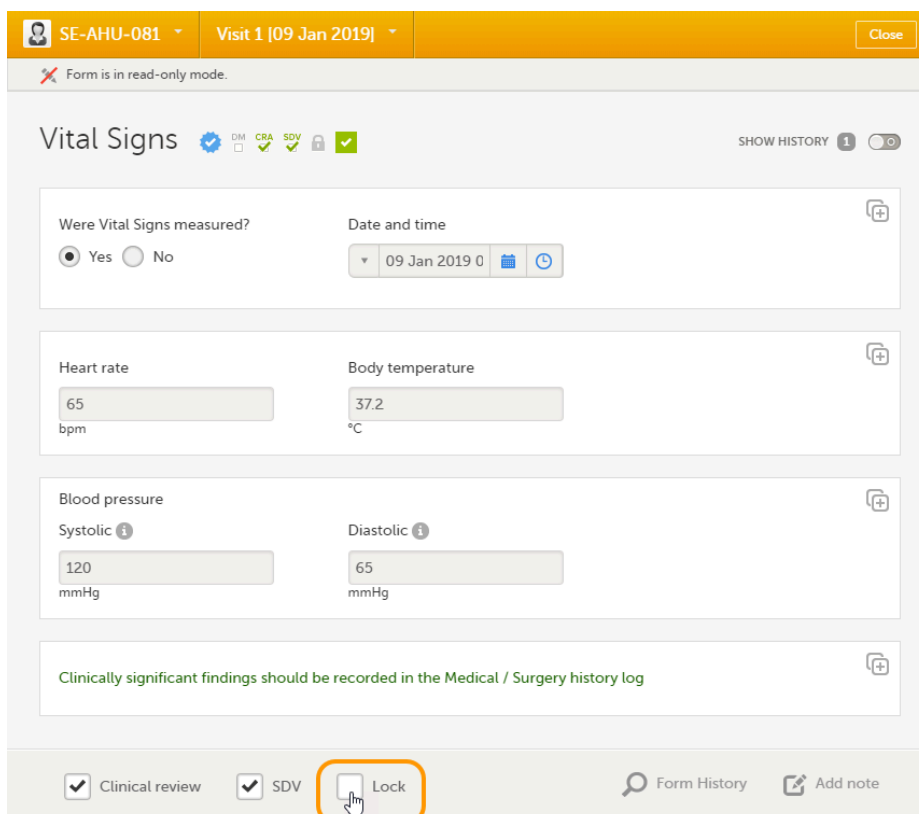 SE-AHU-081 Visit 1 [09 Jan 2019] Close
Form is in read-only mode.
Vital Signs DM CRA SDV SHOW HISTORY 1
Were Vital Signs measured? Date and time
Yes No 09 Jan 2019 0
Heart rate Body temperature
65 37.2
bpm °C
Blood pressure
Systolic Diastolic
120 65
mmHg mmHg
Clinically significant findings should be recorded in the Medical / Surgery history log
Clinical review SDV Lock Form History Add note